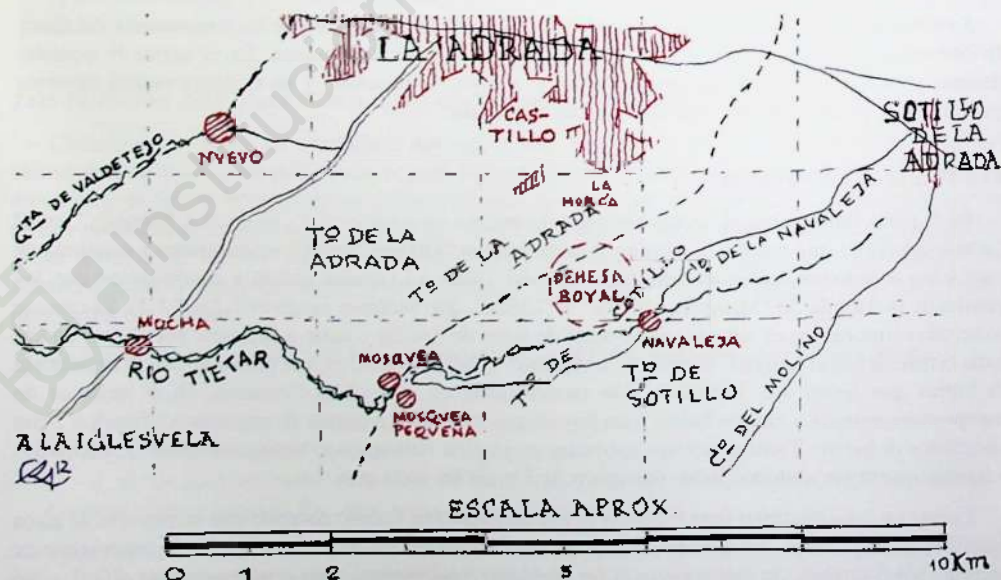 LA ADRADA
CAS-
TILLO
SOTILLO
DE LA
ADRADA
NUEVO
Gta DE VALDETEJO
LA
HORCA
Tº DE LA
ADRADA
Tº DE LA ADRADA
DEHESA
BOYAL
Cº DE LA NAVALEJA
Tº DE SOTILLO
MOCHA
RIO TIETAR
MOSQUEA
MOSQUEA
PEQUEÑA
NAVALEJA
Tº DE
SOTILLO
Cº DEL MOLINO
A LA IGLESUELA
ESCALA APROX.
0 1 2 5 10 Km
Institución